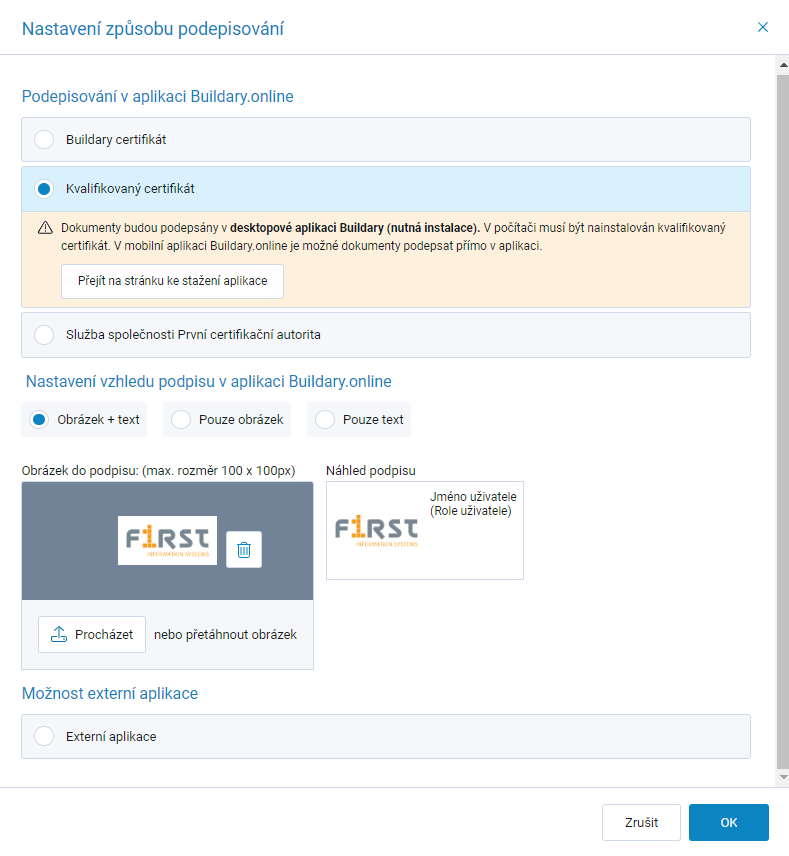 Nastavení způsobu podepisování
Podepisování v aplikaci Buildary.online
Buildary certifikát
Kvalifikovaný certifikát
Dokumenty budou podepsány v desktopové aplikaci Buildary (nutná instalace). V počítači musí být nainstalován kvalifikovaný
certifikát. V mobilní aplikaci Buildary.online je možné dokumenty podepsat přímo v aplikaci.
Přejít na stránku ke stažení aplikace
Služba společnosti První certifikační autorita
Nastavení vzhledu podpisu v aplikaci Buildary.online
Obrázek + text Pouze obrázek Pouze text
Obrázek do podpisu: (max. rozměr 100 x 100px)
FIRST
INFORMATION SYSTEMS
Procházet nebo přetáhnout obrázek
Náhled podpisu
FIRST
INFORMATION SYSTEMS
Jméno uživatele
(Role uživatele)
Možnost externí aplikace
Externí aplikace
Zrušit OK